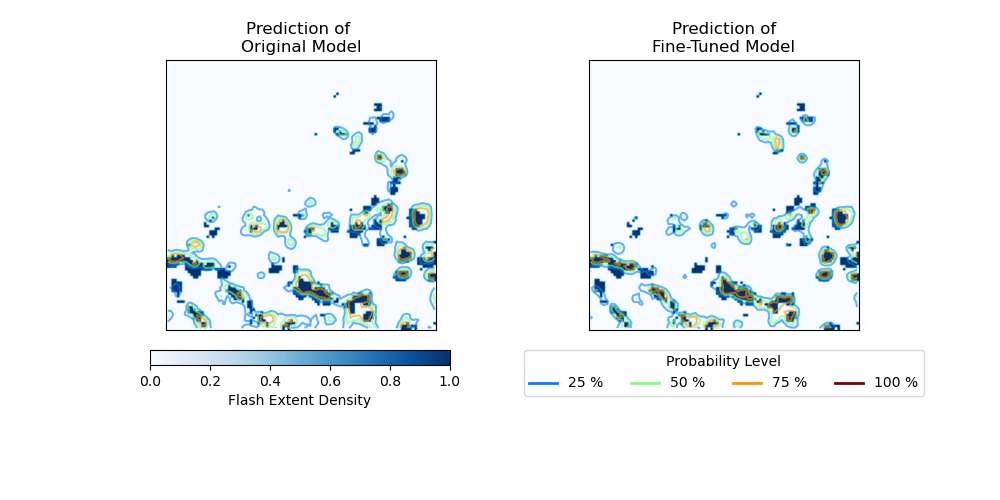 Prediction of
Original Model
Prediction of
Fine-Tuned Model
0.0 0.2 0.4 0.6 0.8 1.0
Flash Extent Density
Probability Level
25 % 50 % 75 % 100 %